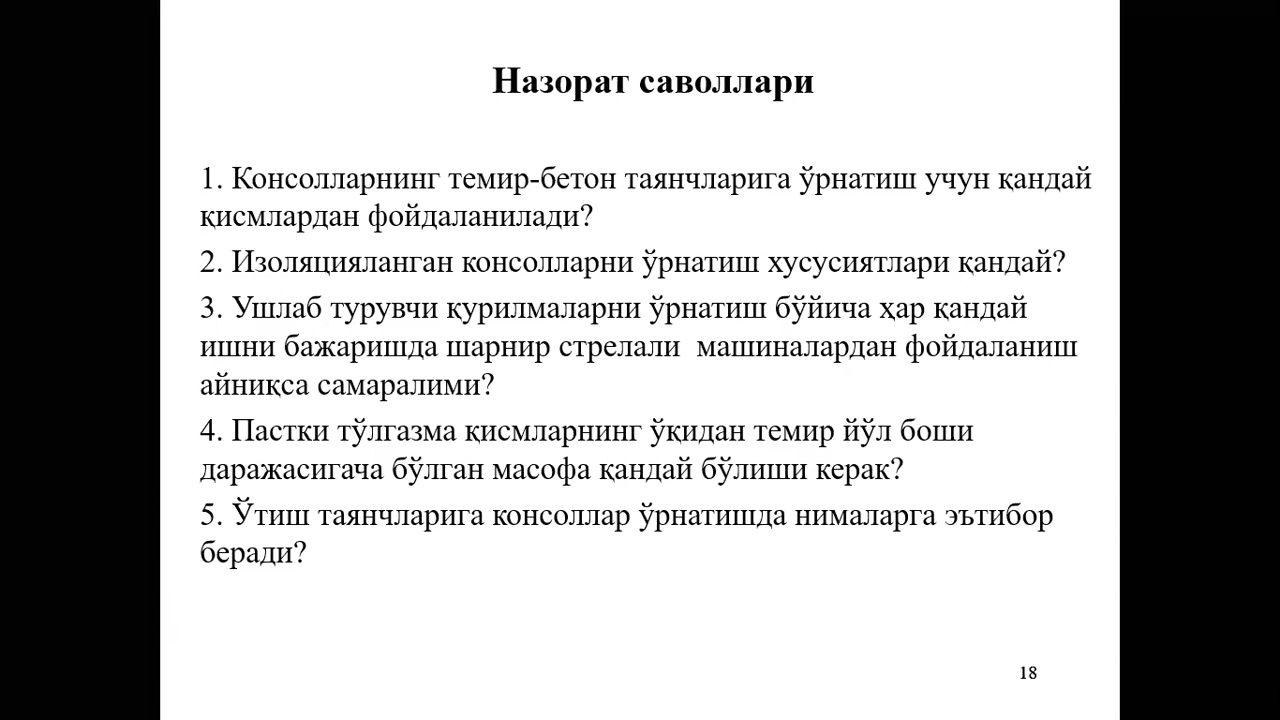 Назорат саволлари
1. Консолларнинг темир-бетон таянчларига ўрнатиш учун қандай
қисмлардан фойдаланилади?
2. Изоляцияланган консолларни ўрнатиш хусусиятлари қандай?
3. Ушлаб турувчи қурилмаларни ўрнатиш бўйича ҳар қандай
ишни бажаришда шарнир стрелали  машиналардан фойдаланиш
айниқса самаралими?
4. Пастки тўлгазма қисмларнинг ўқидан темир йўл боши
даражасигача бўлган масофа қандай бўлиши керак?
5. Ўтиш таянчларига консоллар ўрнатишда нималарга эътибор
беради?
18